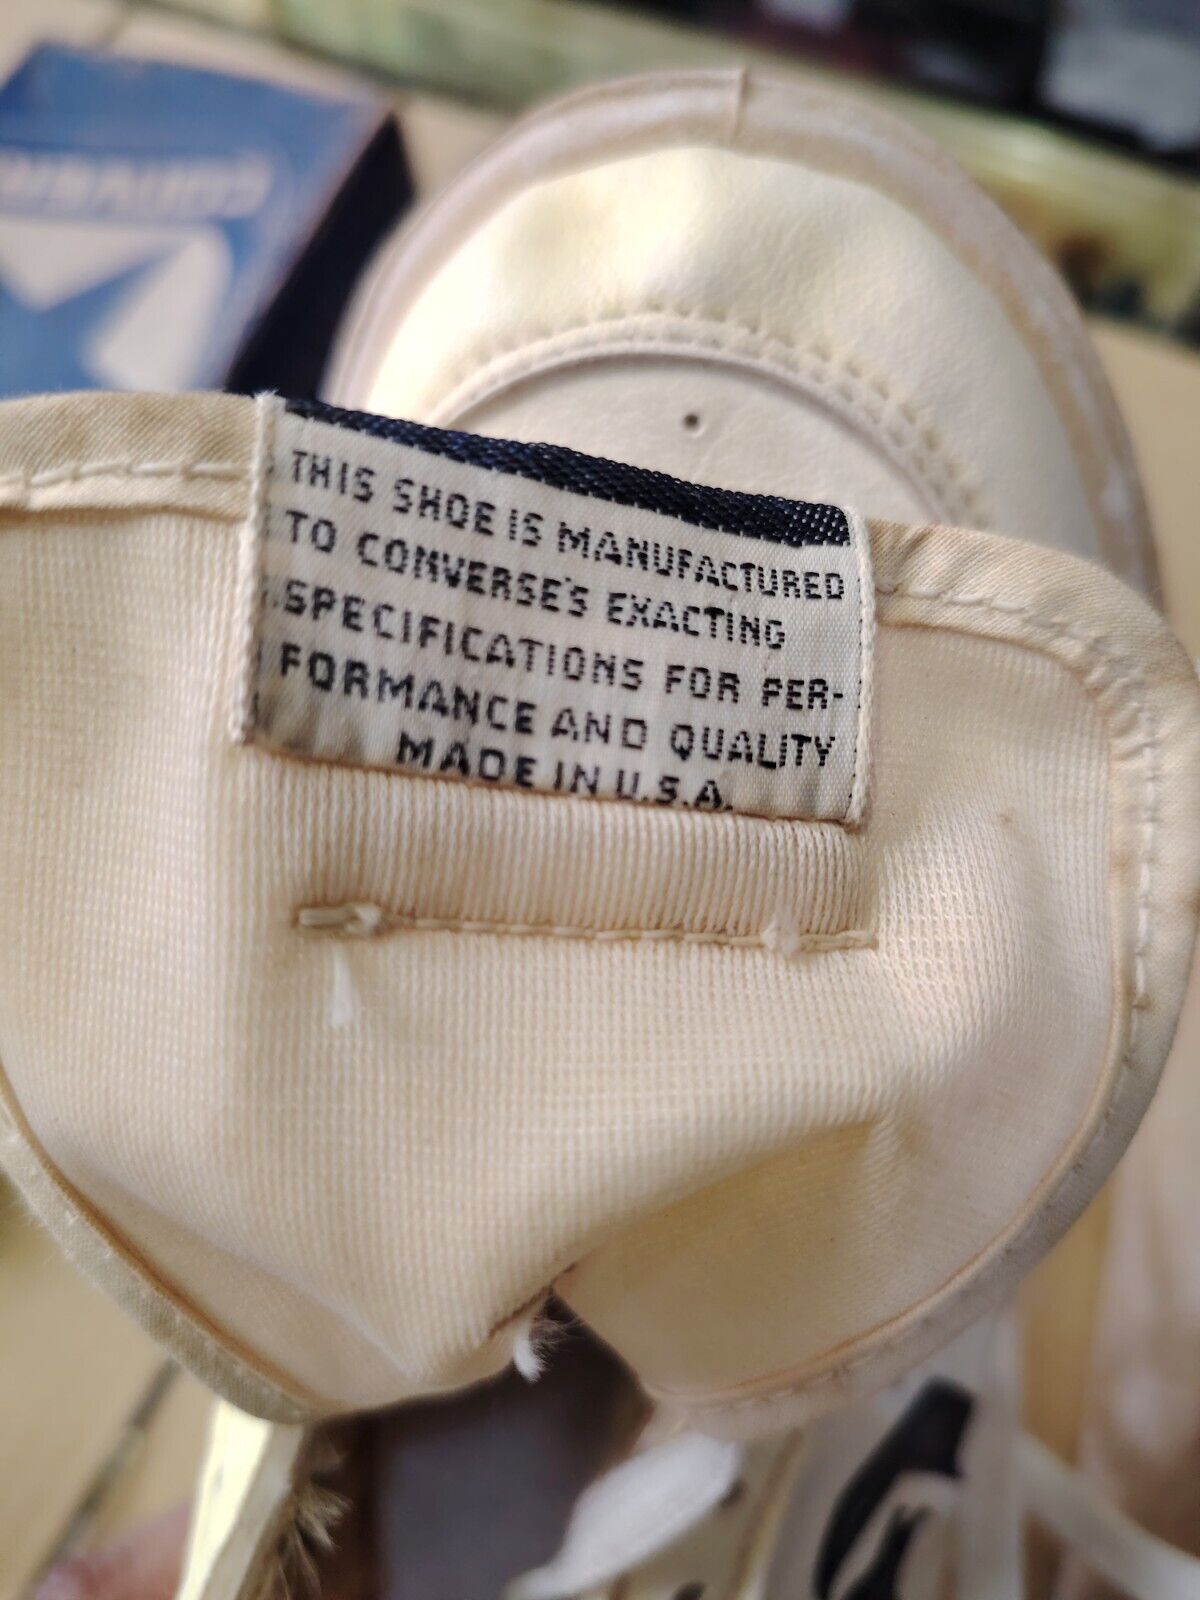 THIS SHOE IS MANUFACTURED
TO CONVERSE'S EXACTING
SPECIFICATIONS FOR PER-
FORMANCE AND QUALITY
MADE IN U.S.A.